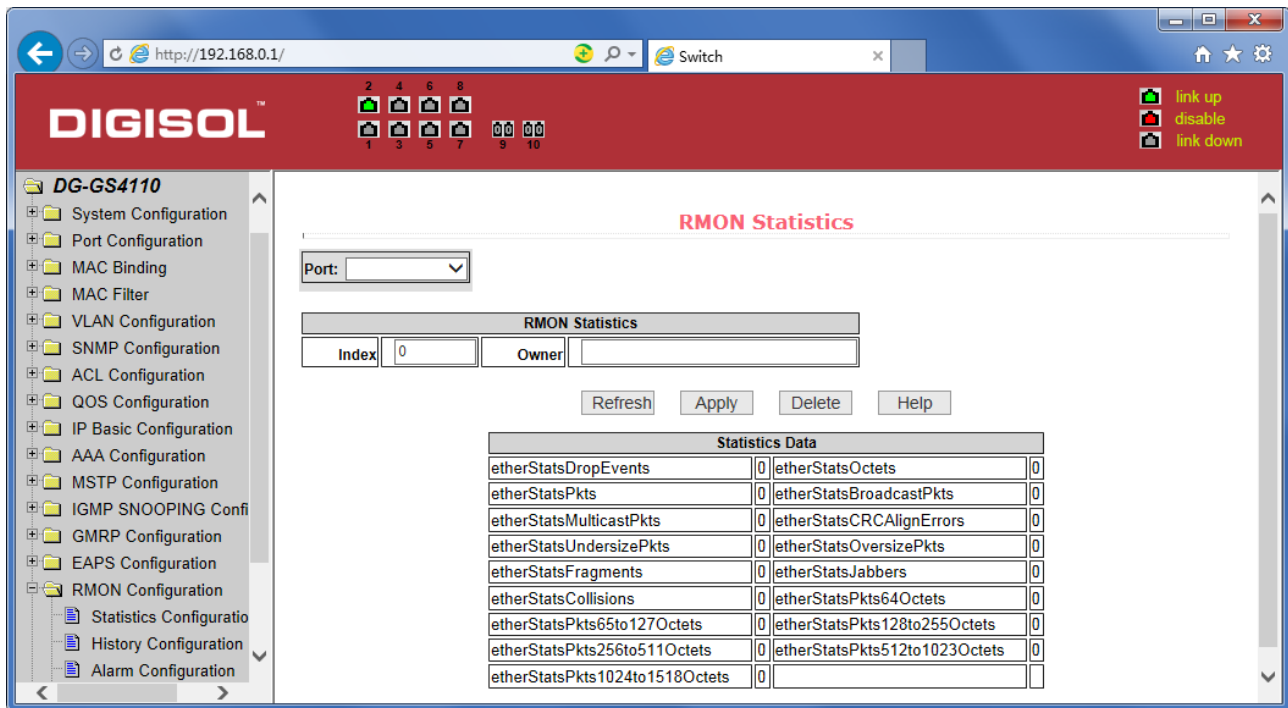 http://192.168.0.1/
Switch
DIGISOL™
2 4 6 8
1 3 5 7 9 10
link up
disable
link down
DG-GS4110
System Configuration
Port Configuration
MAC Binding
MAC Filter
VLAN Configuration
SNMP Configuration
ACL Configuration
QOS Configuration
IP Basic Configuration
AAA Configuration
MSTP Configuration
IGMP SNOOPING Confi
GMRP Configuration
EAPS Configuration
RMON Configuration
Statistics Configuratio
History Configuration
Alarm Configuration
RMON Statistics
Port:
RMON Statistics
Index 0 Owner
Refresh Apply Delete Help
Statistics Data
etherStatsDropEvents 0 etherStatsOctets 0
etherStatsPkts 0 etherStatsBroadcastPkts 0
etherStatsMulticastPkts 0 etherStatsCRCAlignErrors 0
etherStatsUndersizePkts 0 etherStatsOversizePkts 0
etherStatsFragments 0 etherStatsJabbers 0
etherStatsCollisions 0 etherStatsPkts64Octets 0
etherStatsPkts65to127Octets 0 etherStatsPkts128to255Octets 0
etherStatsPkts256to511Octets 0 etherStatsPkts512to1023Octets 0
etherStatsPkts1024to1518Octets 0